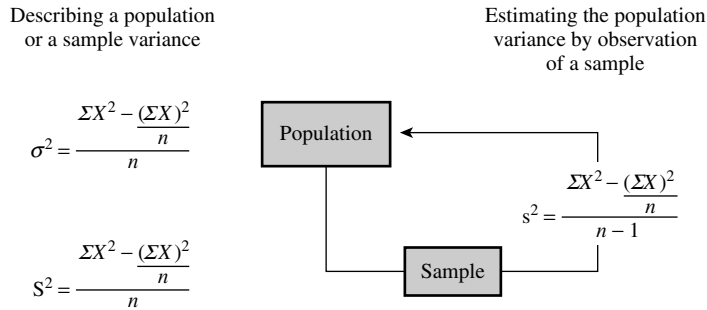 Describing a population
or a sample variance
Estimating the population
variance by observation
of a sample
σ² = (ΣX² – (ΣX)²/n)/n
Population
s² = (ΣX² – (ΣX)²/n)/(n – 1)
S² = (ΣX² – (ΣX)²/n)/n
Sample